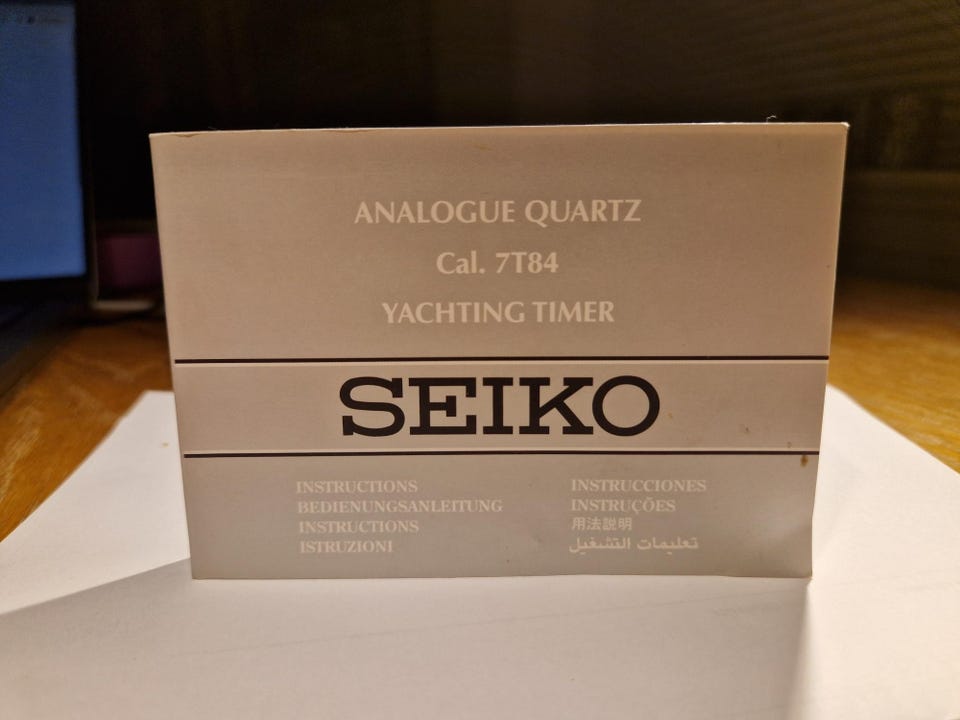 ANALOGUE QUARTZ
Cal. 7T84
YACHTING TIMER
SEIKO
INSTRUCTIONS
BEDIENUNGSANLEITUNG
INSTRUCTIONS
ISTRUZIONI
INSTRUCCIONES
INSTRUÇÕES
用法説明
تعليمات التشغيل